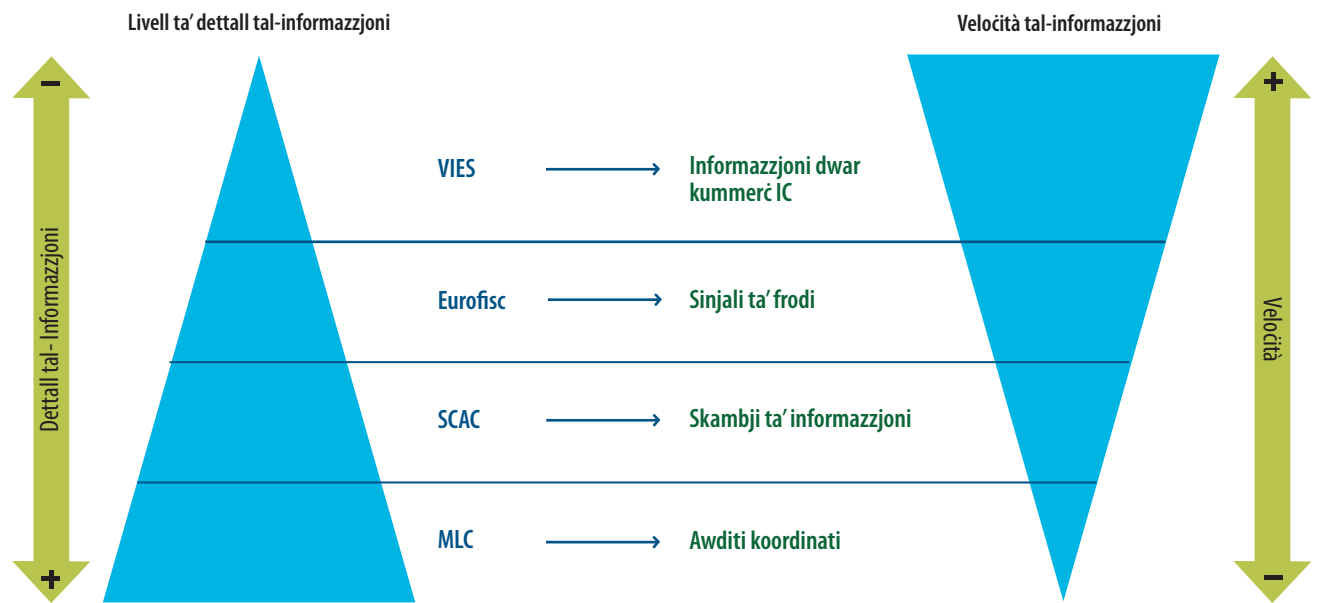 Livell ta’ dettall tal-informazzjoni
Veloċità tal-informazzjoni
−
+
VIES
Informazzjoni dwar
kummerċ IC
Dettall tal- Informazzjoni
Eurofisc
Sinjali ta’ frodi
Veloċità
SCAC
Skambji ta’ informazzjoni
MLC
Awditi koordinati
+
−